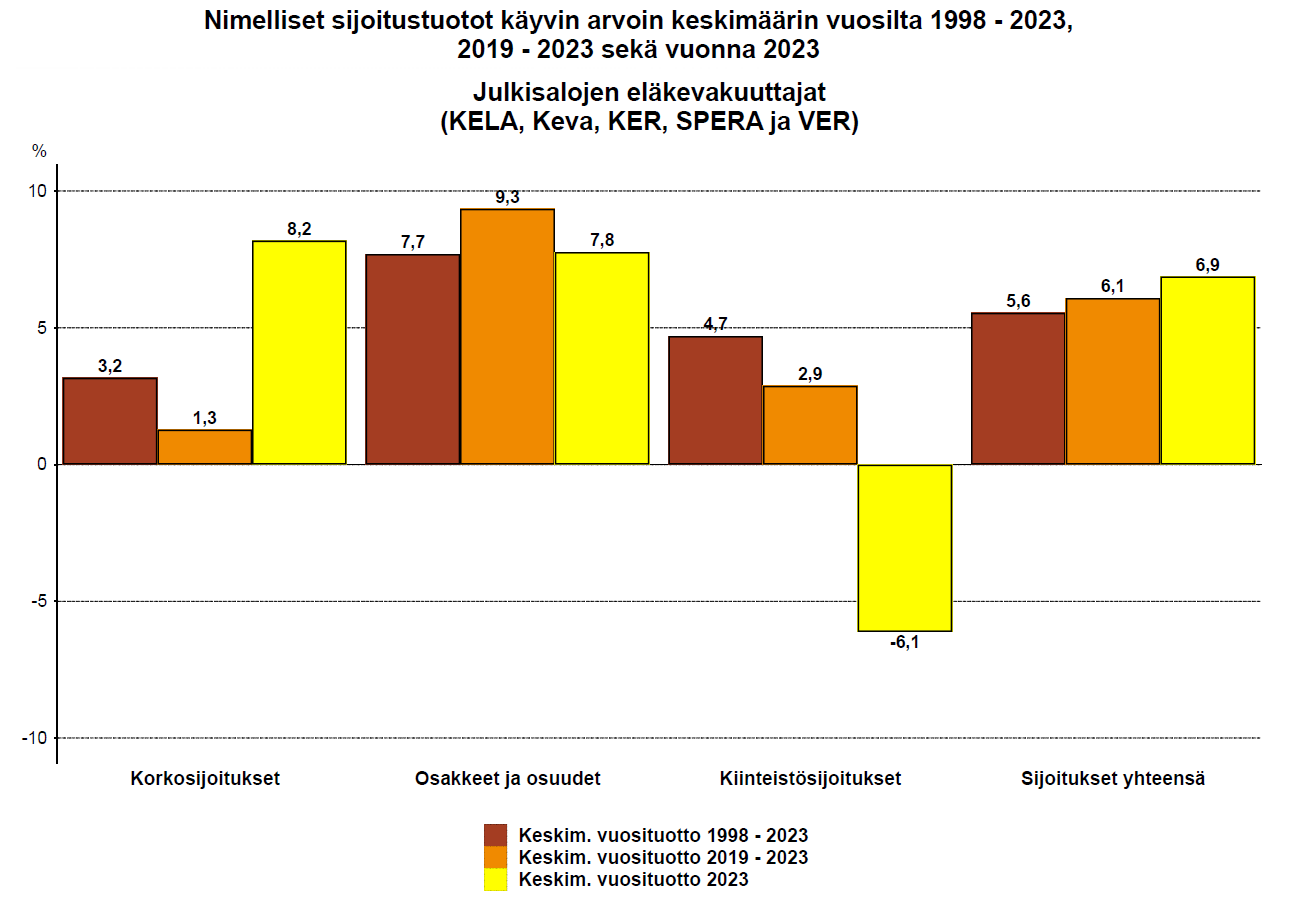 Nimelliset sijoitustuotot käyvin arvoin keskimäärin vuosilta 1998 - 2023,
2019 - 2023 sekä vuonna 2023
Julkisalojen eläkevakuuttajat
(KELA, Keva, KER, SPERA ja VER)
%
10
5
0
-5
-10
3,2
1,3
8,2
7,7
9,3
7,8
4,7
2,9
-6,1
5,6
6,1
6,9
Korkosijoitukset
Osakkeet ja osuudet
Kiinteistösijoitukset
Sijoitukset yhteensä
Keskim. vuosituotto 1998 - 2023
Keskim. vuosituotto 2019 - 2023
Keskim. vuosituotto 2023